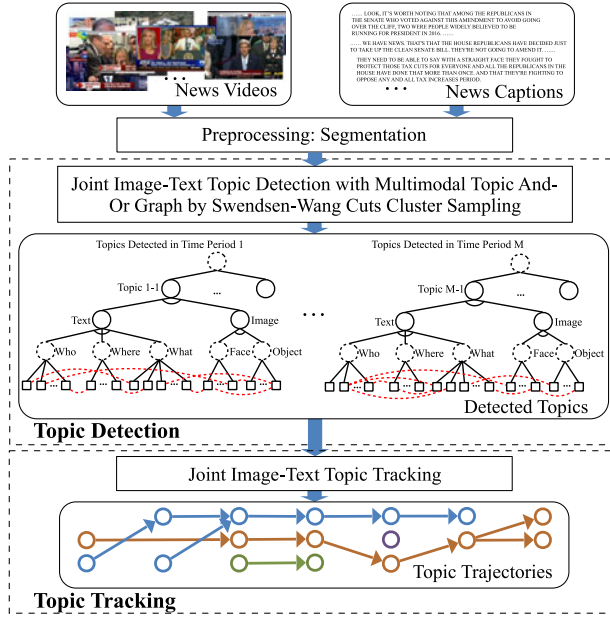 ...... LOOK, IT'S WORTH NOTING THAT AMONG THE REPUBLICANS IN
THE SENATE WHO VOTED AGAINST THIS AMENDMENT TO AVOID GOING
OVER THE CLIFF, TWO WERE PEOPLE WIDELY BELIEVED TO BE
RUNNING FOR PRESIDENT IN 2016. ......
...... WE HAVE NEWS. THAT'S THAT THE HOUSE REPUBLICANS HAVE DECIDED JUST
TO TAKE UP THE CLEAN SENATE BILL. THEY'RE NOT GOING TO AMEND IT. ......
THEY NEED TO BE ABLE TO SAY WITH A STRAIGHT FACE THEY FOUGHT TO
PROTECT THOSE TAX CUTS FOR EVERYONE AND ALL THE REPUBLICANS IN THE
HOUSE HAVE DONE THAT MORE THAN ONCE. AND THAT THEY'RE FIGHTING TO
OPPOSE ANY AND ALL TAX INCREASES PERIOD.
...
...
News Videos
News Captions
Preprocessing: Segmentation
Joint Image-Text Topic Detection with Multimodal Topic And-
Or Graph by Swendsen-Wang Cuts Cluster Sampling
Topics Detected in Time Period 1
Topics Detected in Time Period M
Topic 1-1
...
Topic M-1
...
Text
Image
...
Text
Image
Who
Where
What
Face
Object
Who
Where
What
Face
Object
... ... ... ... ...
... ... ... ... ...
Detected Topics
Topic Detection
Joint Image-Text Topic Tracking
Topic Trajectories
Topic Tracking